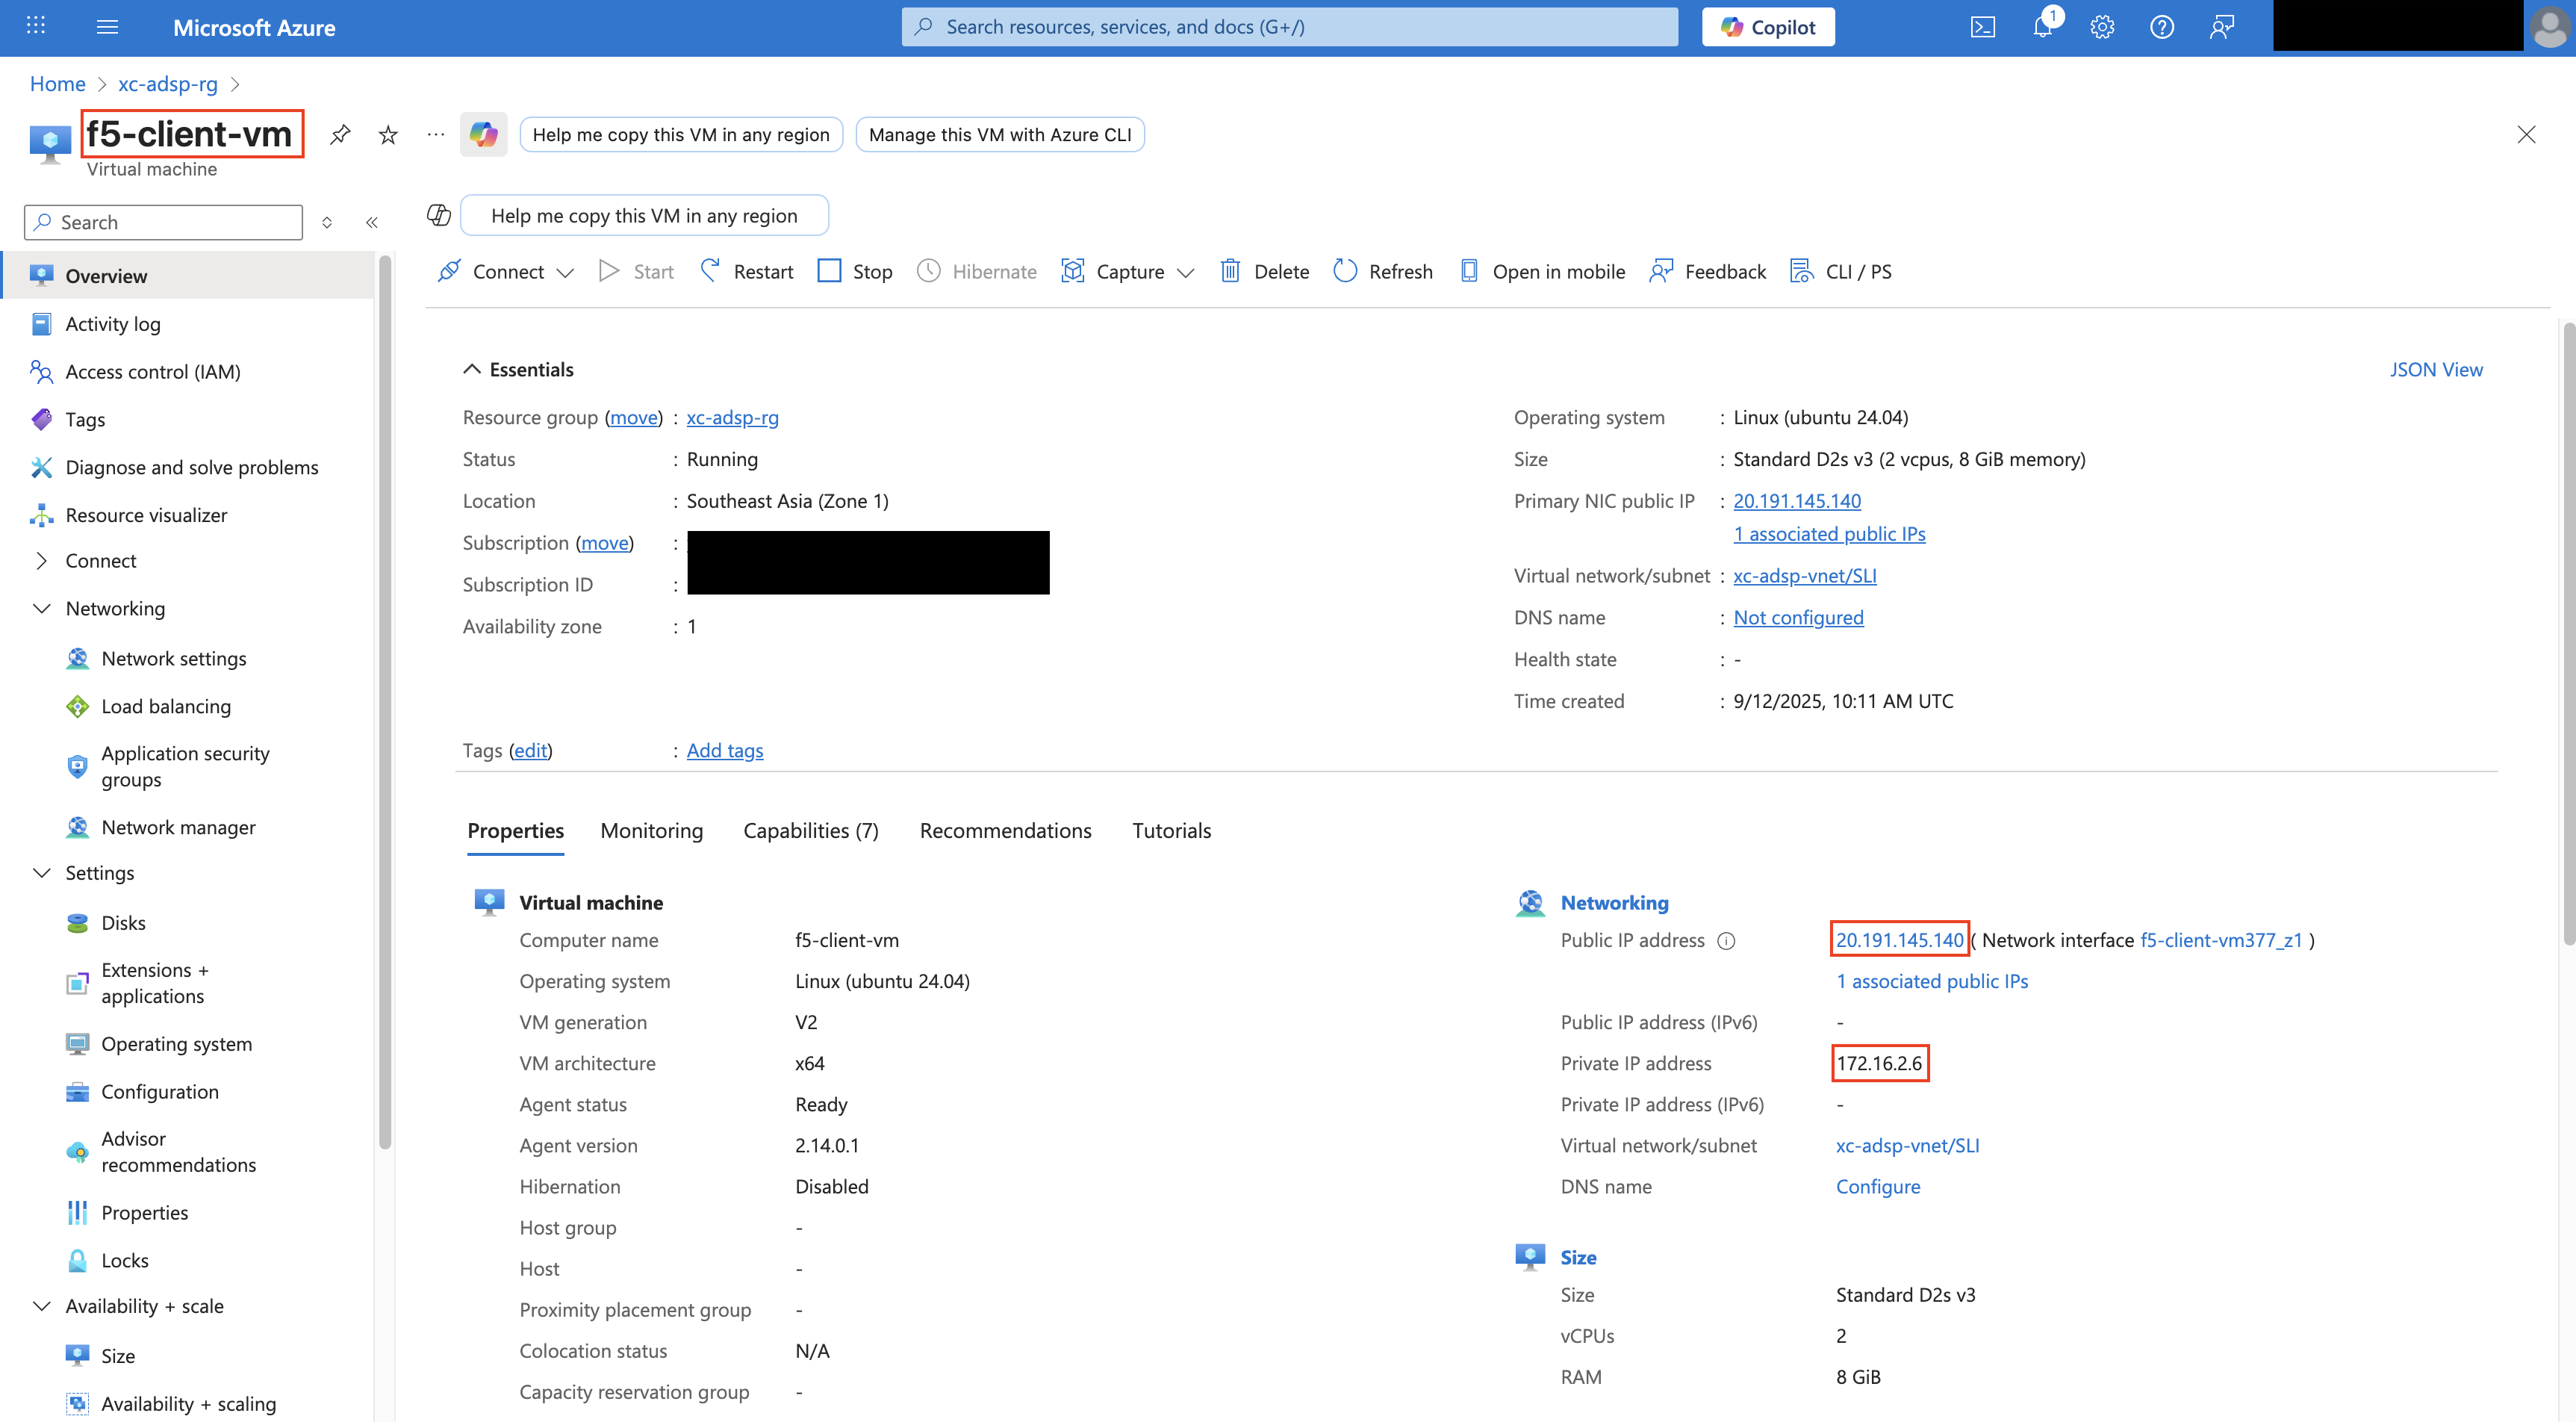 Microsoft Azure
Search resources, services, and docs (G+/)
Copilot
1
Home > xc-adsp-rg >
f5-client-vm
Virtual machine
Help me copy this VM in any region
Manage this VM with Azure CLI
Search
Help me copy this VM in any region
Connect
Start
Restart
Stop
Hibernate
Capture
Delete
Refresh
Open in mobile
Feedback
CLI / PS
Overview
Activity log
Access control (IAM)
Tags
Diagnose and solve problems
Resource visualizer
Connect
Networking
Network settings
Load balancing
Application security
groups
Network manager
Settings
Disks
Extensions +
applications
Operating system
Configuration
Advisor
recommendations
Properties
Locks
Availability + scale
Size
Availability + scaling
Essentials
JSON View
Resource group (move) : xc-adsp-rg
Status : Running
Location : Southeast Asia (Zone 1)
Subscription (move) :
Subscription ID :
Availability zone : 1
Operating system : Linux (ubuntu 24.04)
Size : Standard D2s v3 (2 vcpus, 8 GiB memory)
Primary NIC public IP : 20.191.145.140
1 associated public IPs
Virtual network/subnet : xc-adsp-vnet/SLI
DNS name : Not configured
Health state : -
Time created : 9/12/2025, 10:11 AM UTC
Tags (edit) : Add tags
Properties
Monitoring
Capabilities (7)
Recommendations
Tutorials
Virtual machine
Computer name f5-client-vm
Operating system Linux (ubuntu 24.04)
VM generation V2
VM architecture x64
Agent status Ready
Agent version 2.14.0.1
Hibernation Disabled
Host group -
Host -
Proximity placement group -
Colocation status N/A
Capacity reservation group -
Networking
Public IP address 20.191.145.140 ( Network interface f5-client-vm377_z1 )
1 associated public IPs
Public IP address (IPv6) -
Private IP address 172.16.2.6
Private IP address (IPv6) -
Virtual network/subnet xc-adsp-vnet/SLI
DNS name Configure
Size
Size Standard D2s v3
vCPUs 2
RAM 8 GiB